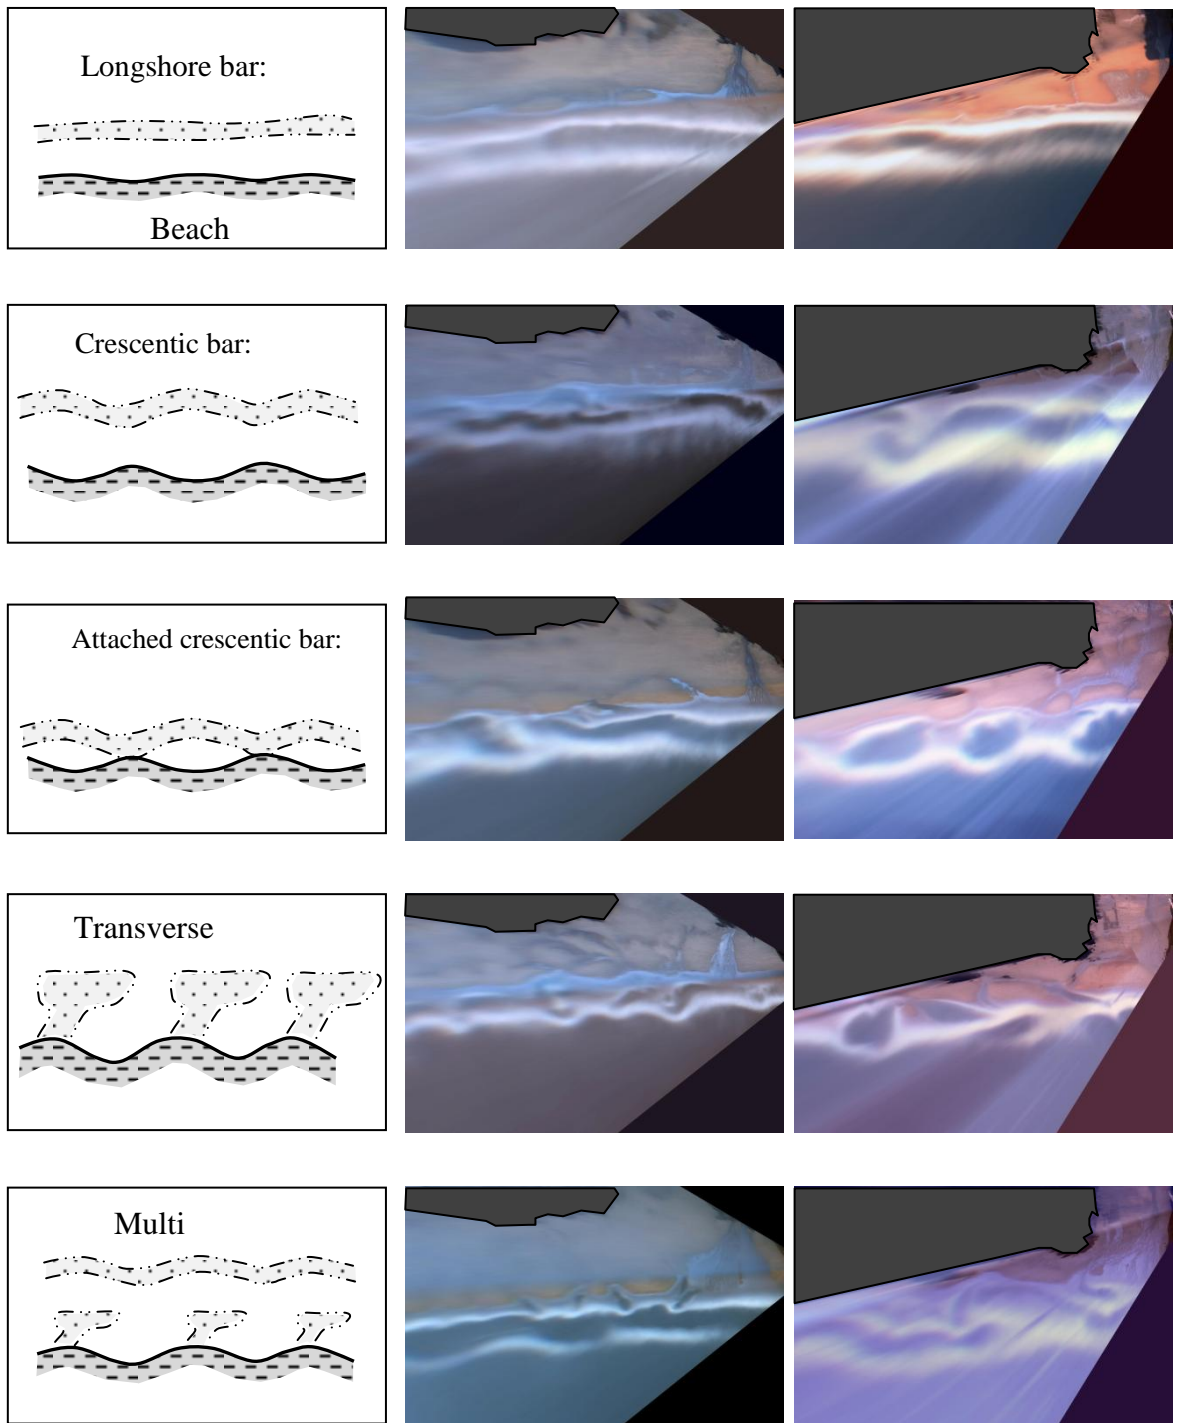 Longshore bar:
Beach
Crescentic bar:
Attached crescentic bar:
Transverse
Multi